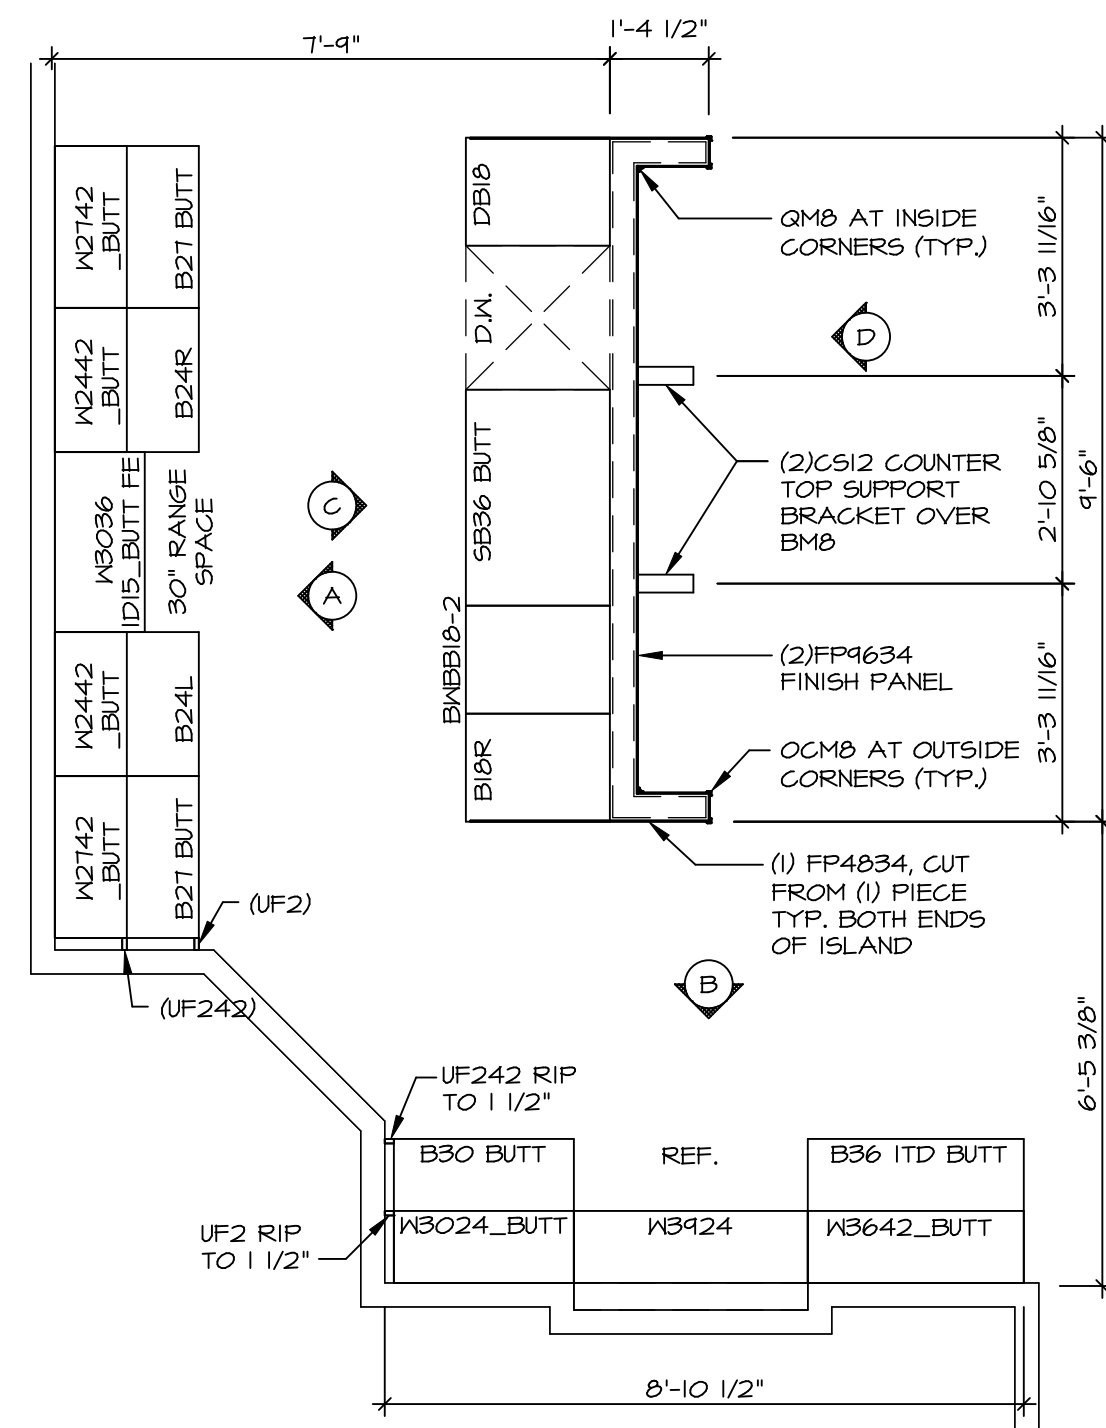 7'-9"
1'-4 1/2"
W2742
_BUTT
B27 BUTT
W2442
_BUTT
B24R
W3036
1D15_BUTT FE
30" RANGE
SPACE
W2442
_BUTT
B24L
W2742
_BUTT
B27 BUTT
(UF2)
(UF242)
DB18
D.W.
SB36 BUTT
BWBB18-2
B18R
C
A
D
B
QM8 AT INSIDE
CORNERS (TYP.)
(2)CS12 COUNTER
TOP SUPPORT
BRACKET OVER
BM8
(2)FP9634
FINISH PANEL
OCM8 AT OUTSIDE
CORNERS (TYP.)
(1) FP4834, CUT
FROM (1) PIECE
TYP. BOTH ENDS
OF ISLAND
3'-3 11/16"
2'-10 5/8"
3'-3 11/16"
9'-6"
6'-5 3/8"
UF242 RIP
TO 1 1/2"
UF2 RIP
TO 1 1/2"
B30 BUTT
REF.
B36 1TD BUTT
W3024_BUTT
W3924
W3642_BUTT
8'-10 1/2"